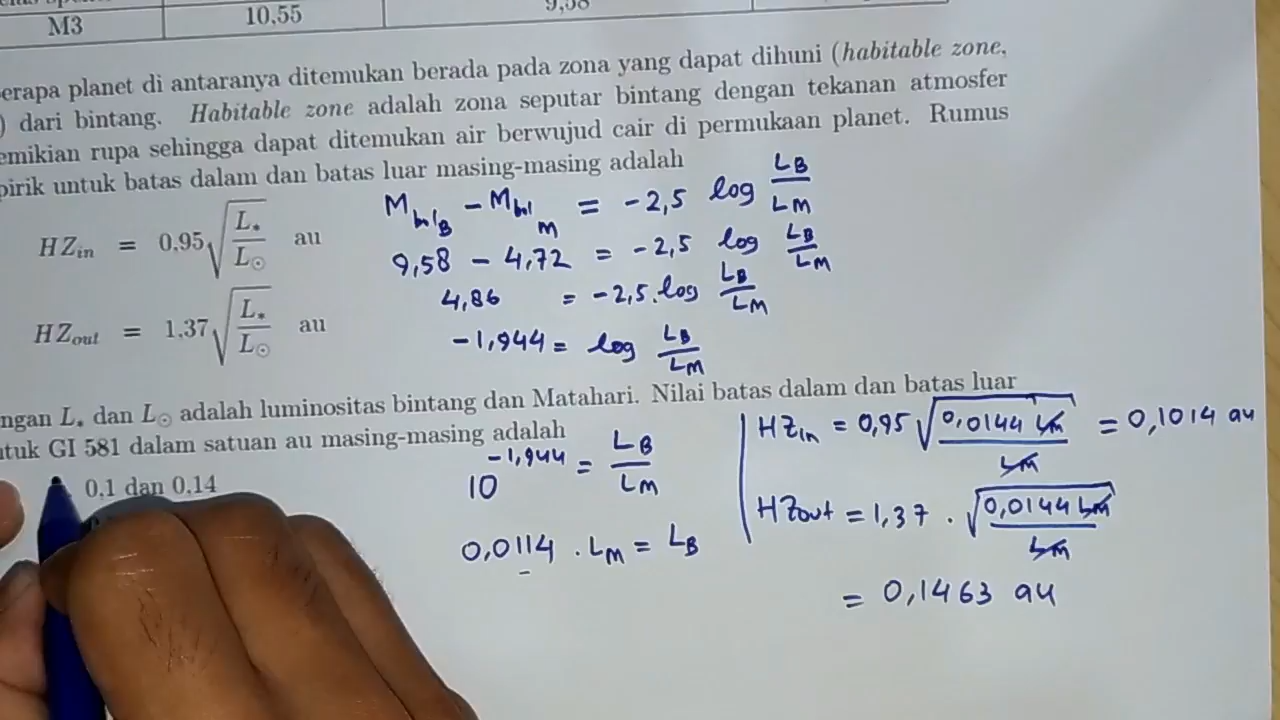 M3 10,55 9,58
erapa planet di antaranya ditemukan berada pada zona yang dapat dihuni (habitable zone,
) dari bintang. Habitable zone adalah zona seputar bintang dengan tekanan atmosfer
emikian rupa sehingga dapat ditemukan air berwujud cair di permukaan planet. Rumus
pirik untuk batas dalam dan batas luar masing-masing adalah
HZin = 0.95 √(L*/L⊙) au
HZout = 1.37 √(L*/L⊙) au
M bol B - M bol M = -2,5 log LB/LM
9,58 - 4,72 = -2,5 log LB/LM
4,86 = -2,5. log LB/LM
-1,944 = log LB/LM
ngan L* dan L⊙ adalah luminositas bintang dan Matahari. Nilai batas dalam dan batas luar
ntuk GI 581 dalam satuan au masing-masing adalah
0,1 dan 0,14
10^-1,944 = LB/LM
0,0114 . LM = LB
HZin = 0,95 √(0,0144 LM/LM) = 0,1014 au
HZout = 1,37 . √(0,0144 LM/LM)
= 0,1463 au